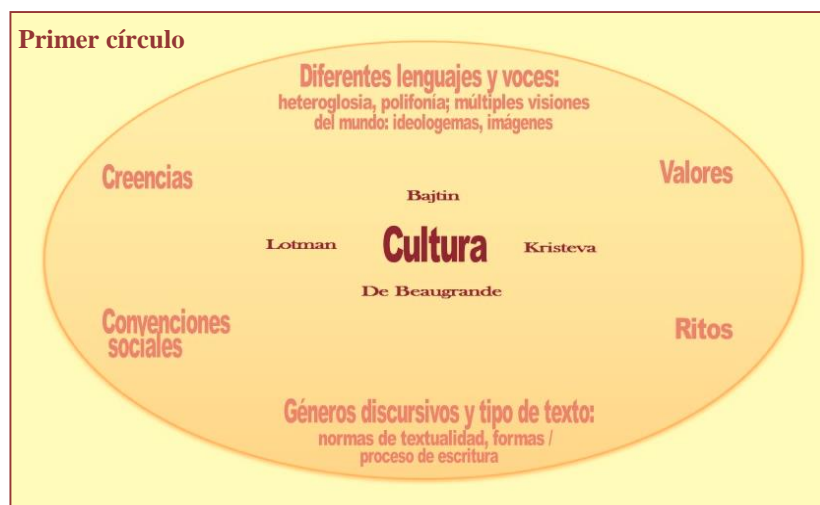 Primer círculo
Diferentes lenguajes y voces:
heteroglosia, polifonía; múltiples visiones
del mundo: ideologemas, imágenes
Creencias
Valores
Bajtin
Lotman
Cultura
Kristeva
De Beaugrande
Convenciones
sociales
Ritos
Géneros discursivos y tipo de texto:
normas de textualidad, formas /
proceso de escritura